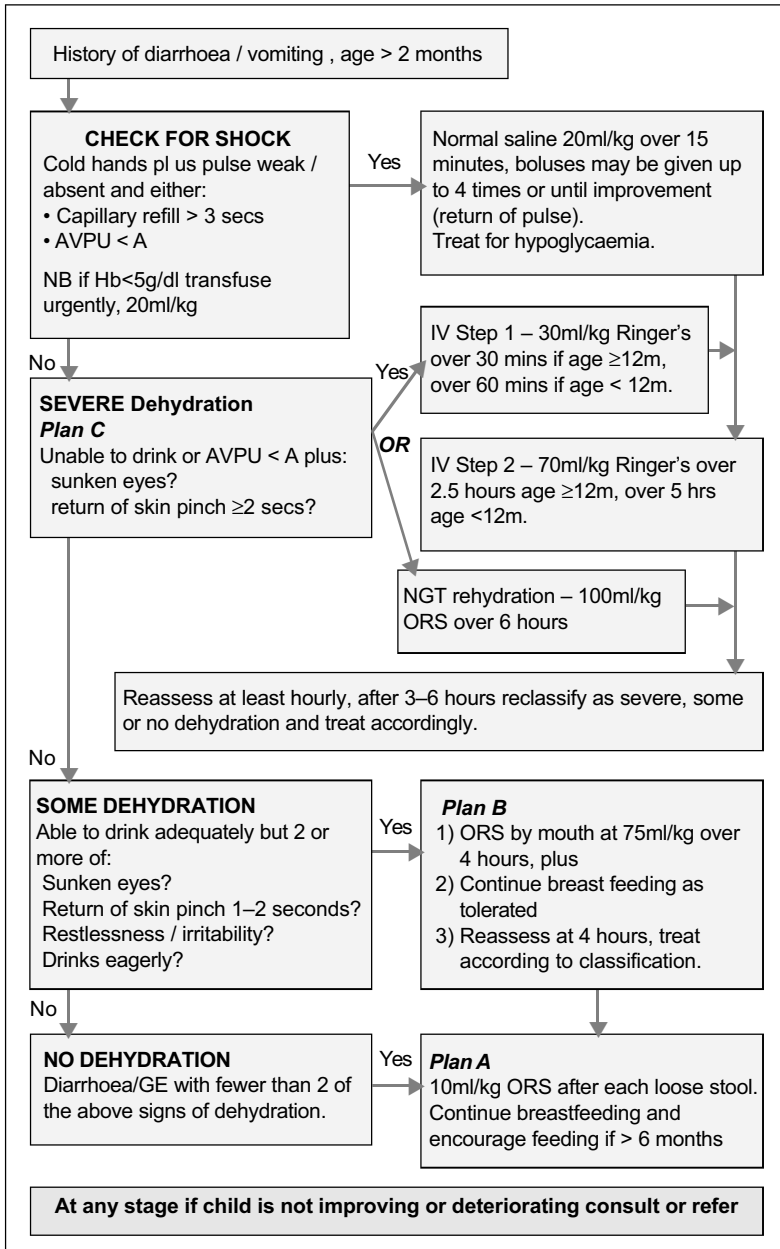 History of diarrhoea / vomiting , age > 2 months
CHECK FOR SHOCK
Cold hands pl us pulse weak /
absent and either:
• Capillary refill > 3 secs
• AVPU < A
NB if Hb<5g/dl transfuse
urgently, 20ml/kg
Yes
Normal saline 20ml/kg over 15
minutes, boluses may be given up
to 4 times or until improvement
(return of pulse).
Treat for hypoglycaemia.
No
SEVERE Dehydration
Plan C
Unable to drink or AVPU < A plus:
sunken eyes?
return of skin pinch ≥2 secs?
Yes
OR
IV Step 1 – 30ml/kg Ringer's
over 30 mins if age ≥12m,
over 60 mins if age < 12m.
IV Step 2 – 70ml/kg Ringer's over
2.5 hours age ≥12m, over 5 hrs
age <12m.
NGT rehydration – 100ml/kg
ORS over 6 hours
Reassess at least hourly, after 3–6 hours reclassify as severe, some
or no dehydration and treat accordingly.
No
SOME DEHYDRATION
Able to drink adequately but 2 or
more of:
Sunken eyes?
Return of skin pinch 1–2 seconds?
Restlessness / irritability?
Drinks eagerly?
Yes
Plan B
1) ORS by mouth at 75ml/kg over
4 hours, plus
2) Continue breast feeding as
tolerated
3) Reassess at 4 hours, treat
according to classification.
No
NO DEHYDRATION
Diarrhoea/GE with fewer than 2 of
the above signs of dehydration.
Yes
Plan A
10ml/kg ORS after each loose stool.
Continue breastfeeding and
encourage feeding if > 6 months
At any stage if child is not improving or deteriorating consult or refer